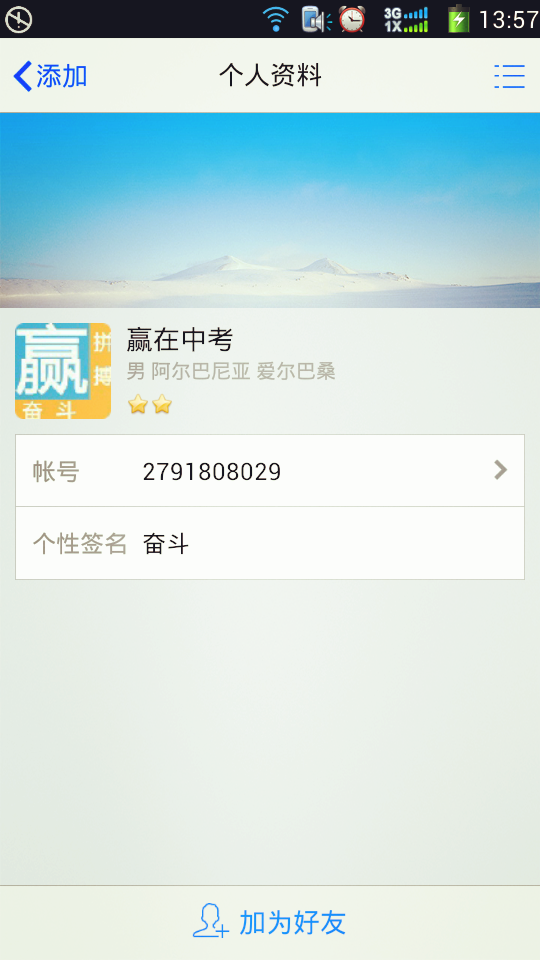 3G
1X
13:57
添加
个人资料
赢
拼
搏
奋斗
赢在中考
男 阿尔巴尼亚 爱尔巴桑
帐号 2791808029
个性签名 奋斗
加为好友